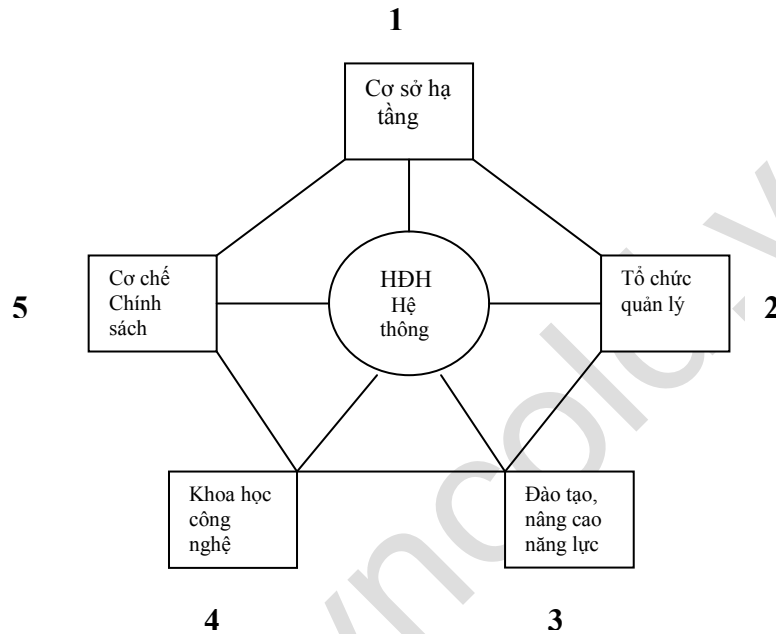 1
Cơ sở hạ
tầng
HĐH
Hệ
thông
Cơ chế
Chính
sách
5
Tổ chức
quản lý
2
Khoa học
công
nghệ
Đào tạo,
nâng cao
năng lực
4
3